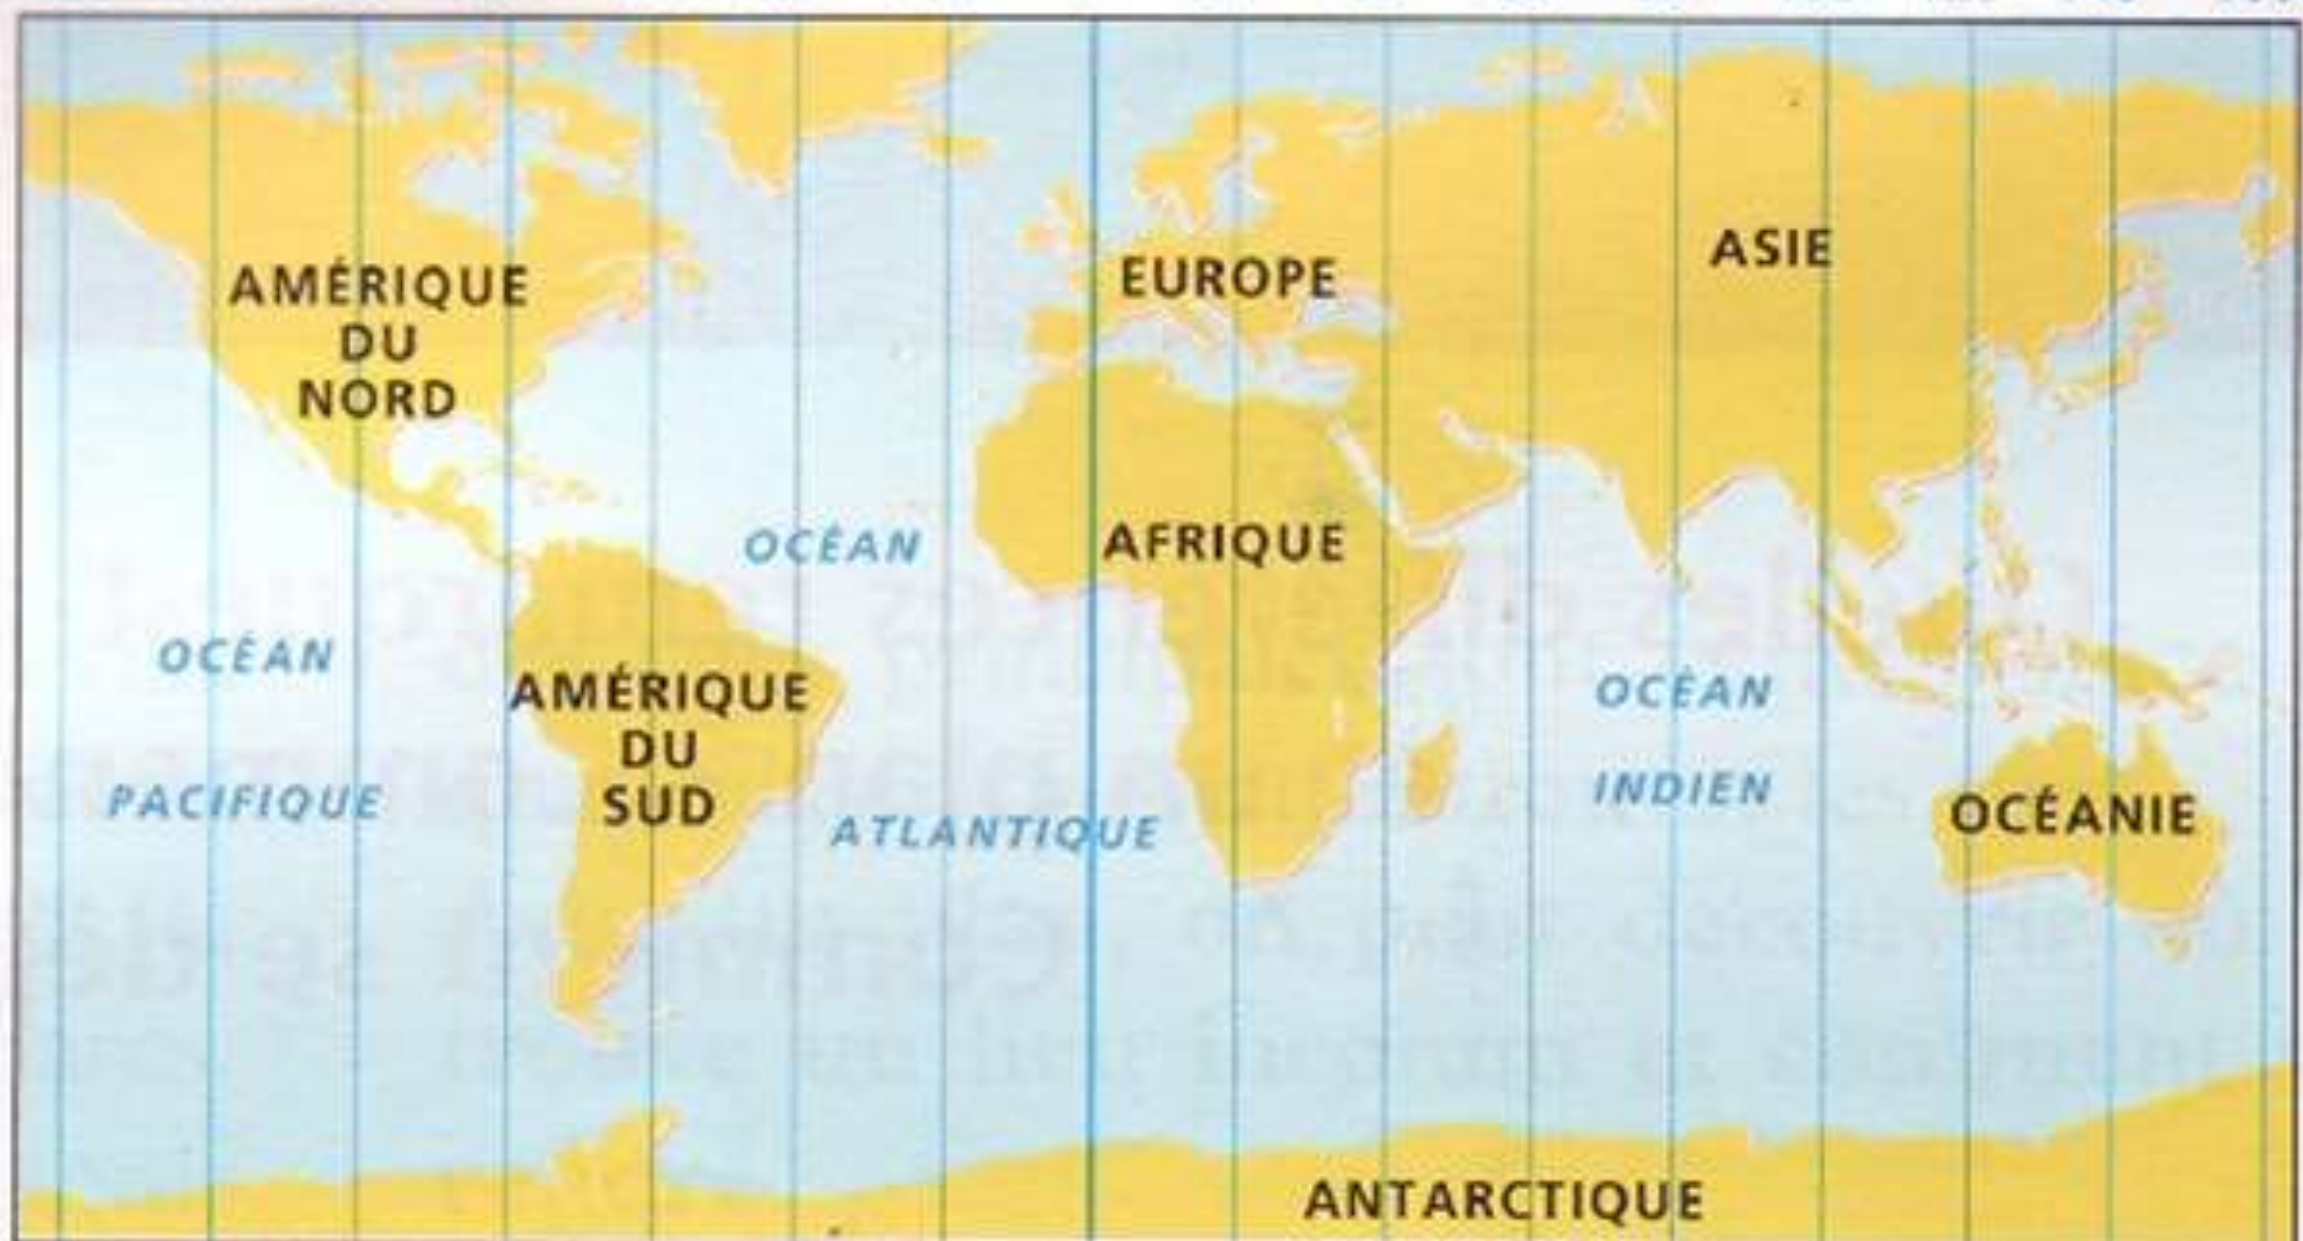 AMÉRIQUE
DU
NORD
EUROPE
ASIE
OCÉAN
AFRIQUE
OCÉAN
PACIFIQUE
AMÉRIQUE
DU
SUD
ATLANTIQUE
OCÉAN
INDIEN
OCÉANIE
ANTARCTIQUE